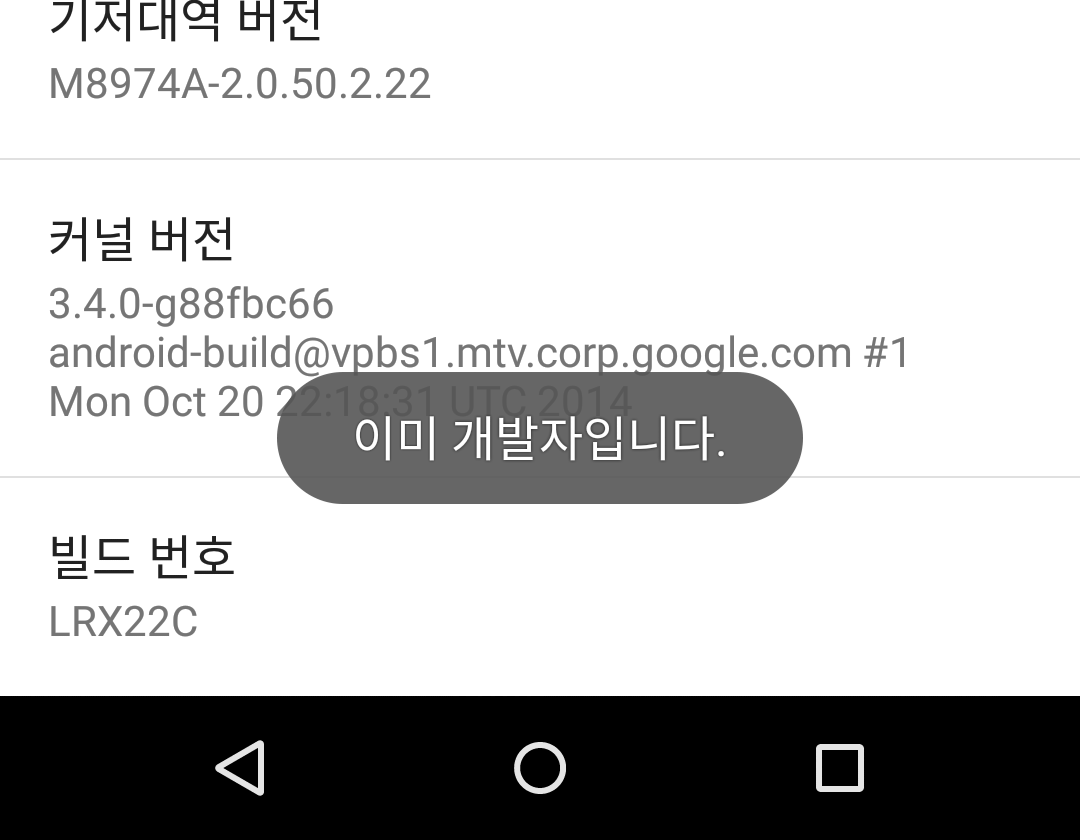 기저대역 버전
M8974A-2.0.50.2.22
커널 버전
3.4.0-g88fbc66
android-build@vpbs1.mtv.corp.google.com #1
Mon Oct 20 22:18:31 UTC 2014
이미 개발자입니다.
빌드 번호
LRX22C